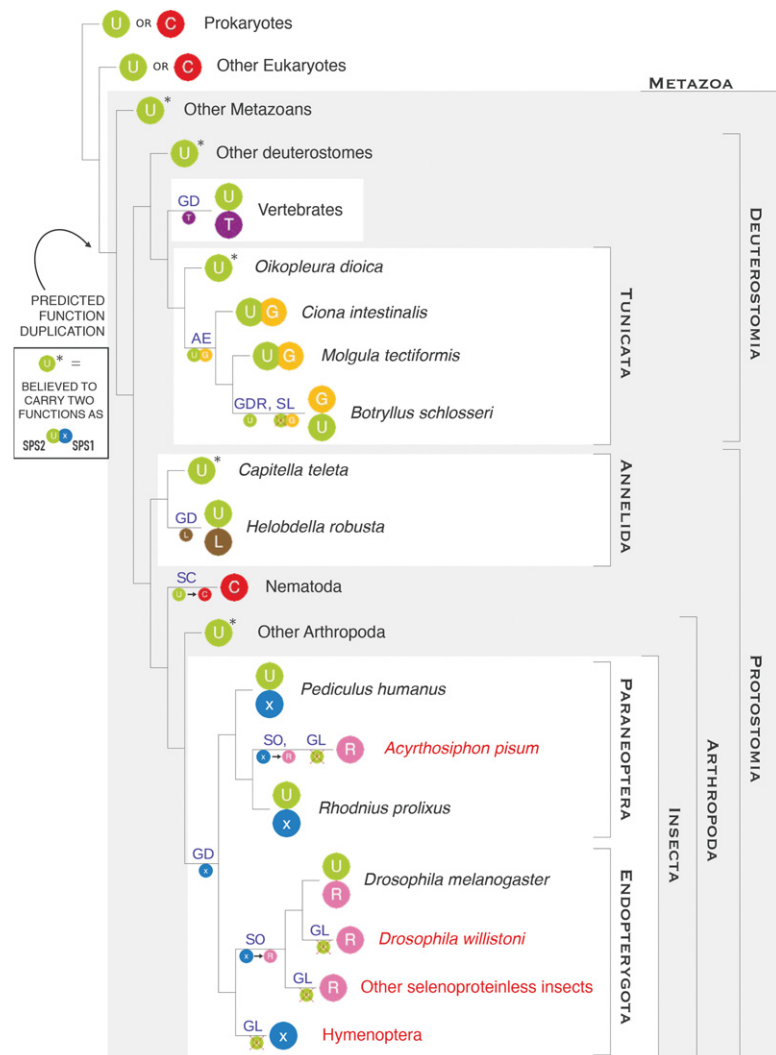 U OR C Prokaryotes
U OR C Other Eukaryotes
METAZOA
U* Other Metazoans
U* Other deuterostomes
GD
T
U
T
Vertebrates
DEUTEROSTOMIA
TUNICATA
U* Oikopleura dioica
U G Ciona intestinalis
AE
U G
U G Molgula tectiformis
GDR, SL
U
G
G
U
Botryllus schlosseri
PREDICTED
FUNCTION
DUPLICATION
U* =
BELIEVED TO
CARRY TWO
FUNCTIONS AS
SPS2 U x SPS1
ANNELIDA
U* Capitella teleta
GD
L
U
L
Helobdella robusta
SC
U → C
C Nematoda
PROTOSTOMIA
ARTHROPODA
U* Other Arthropoda
INSECTA
PARANEOPTERA
U
x
Pediculus humanus
SO, GL
x → R
R Acyrthosiphon pisum
U
x
Rhodnius prolixus
GD
x
ENDOPTERYGOTA
U
R
Drosophila melanogaster
SO
x → R
GL
R Drosophila willistoni
GL
R Other selenoproteinless insects
GL
x Hymenoptera